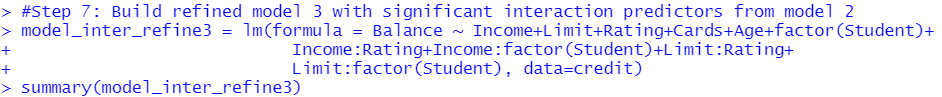 > #Step 7: Build refined model 3 with significant interaction predictors from model 2
> model_inter_refine3 = lm(formula = Balance ~ Income+Limit+Rating+Cards+Age+factor(Student)+
+                            Income:Rating+Income:factor(Student)+Limit:Rating+
+                            Limit:factor(Student), data=credit)
> summary(model_inter_refine3)